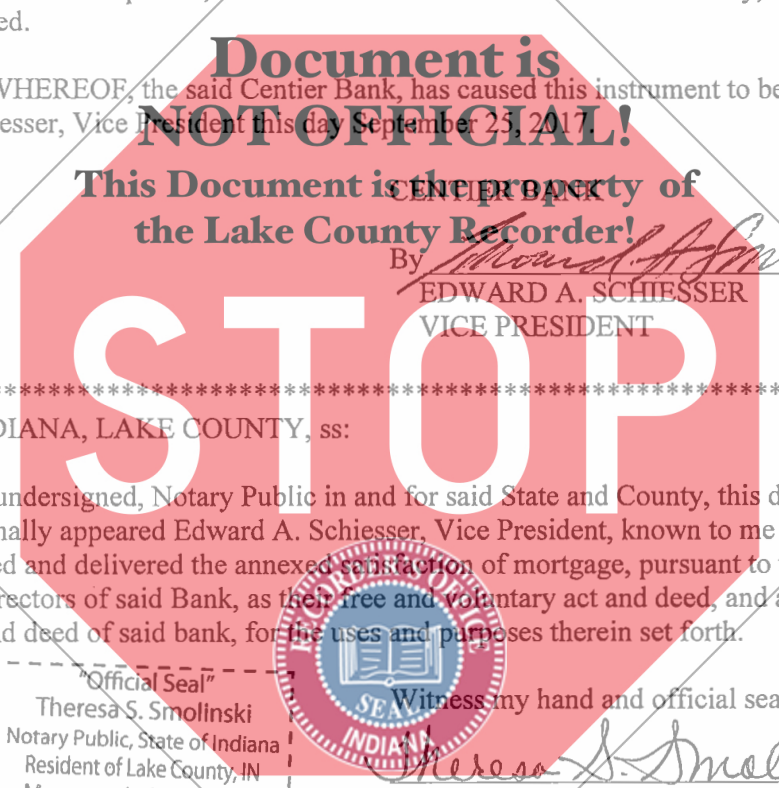 ed.
Document is
WHEREOF, the said Centier Bank, has caused this instrument to be
NOT OFFICIAL!
esser, Vice President this day September 25, 2017.
This Document is the property of
CENTIER BANK
the Lake County Recorder!
By
EDWARD A. SCHIESSER
VICE PRESIDENT
STOP
DIANA, LAKE COUNTY, ss:
undersigned, Notary Public in and for said State and County, this d
nally appeared Edward A. Schiesser, Vice President, known to me
ed and delivered the annexed satisfaction of mortgage, pursuant to
rectors of said Bank, as their free and voluntary act and deed, and a
d deed of said bank, for the uses and purposes therein set forth.
RECORDER'S OFFICE
SEAL
INDIANA
"Official Seal"
Theresa S. Smolinski
Notary Public, State of Indiana
Resident of Lake County, IN
Witness my hand and official sea
Theresa S. Smol